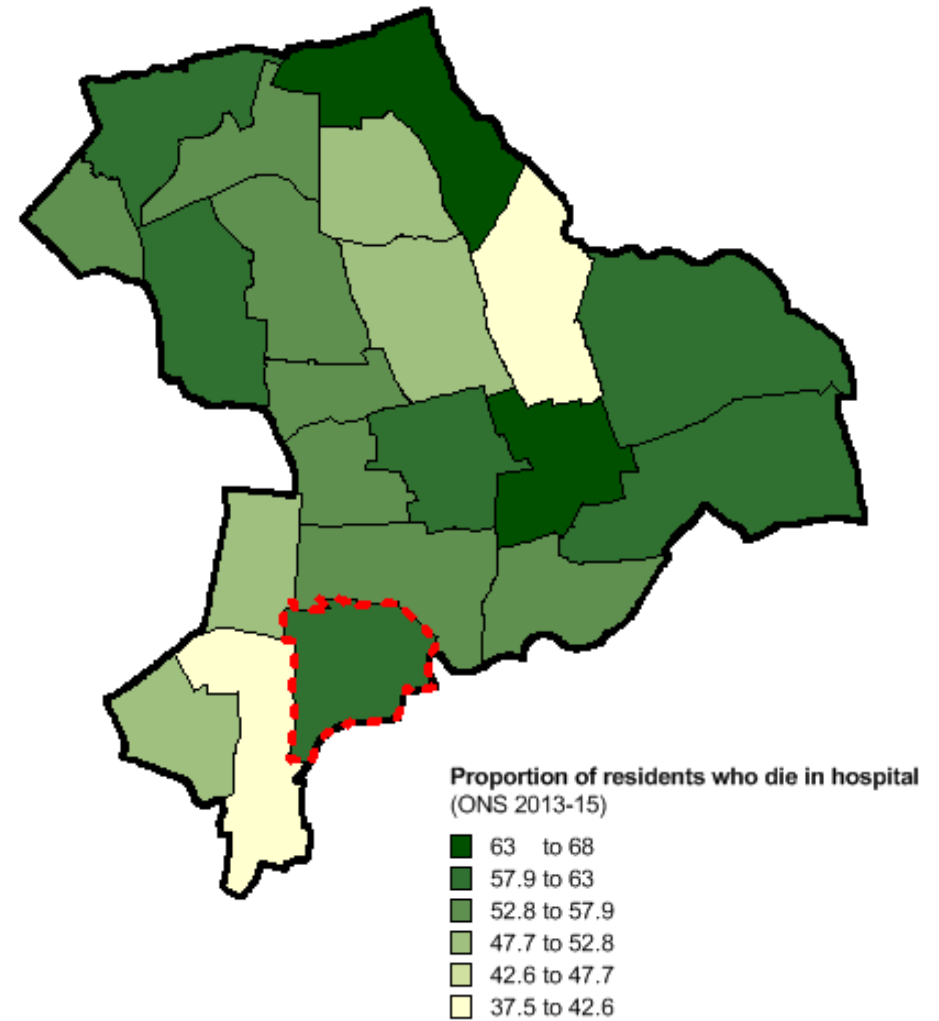 Proportion of residents who die in hospital
(ONS 2013-15)
63 to 68
57.9 to 63
52.8 to 57.9
47.7 to 52.8
42.6 to 47.7
37.5 to 42.6